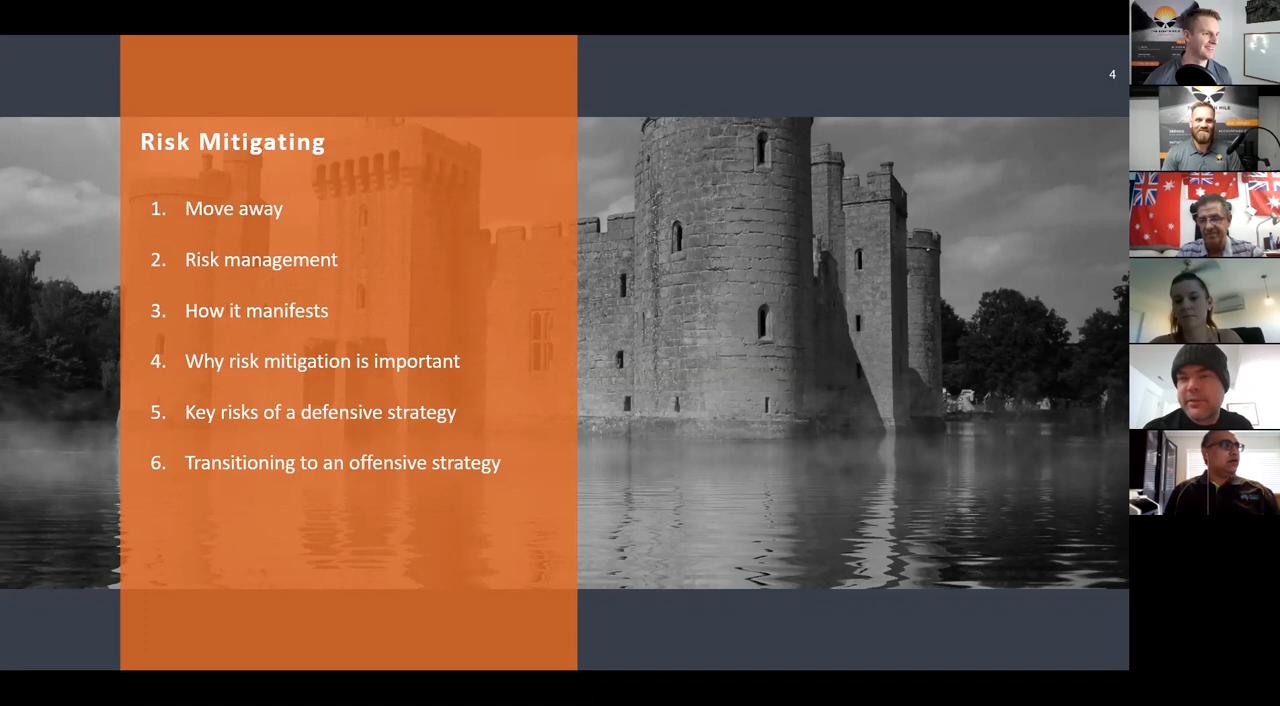 4
Risk Mitigating
1. Move away
2. Risk management
3. How it manifests
4. Why risk mitigation is important
5. Key risks of a defensive strategy
6. Transitioning to an offensive strategy